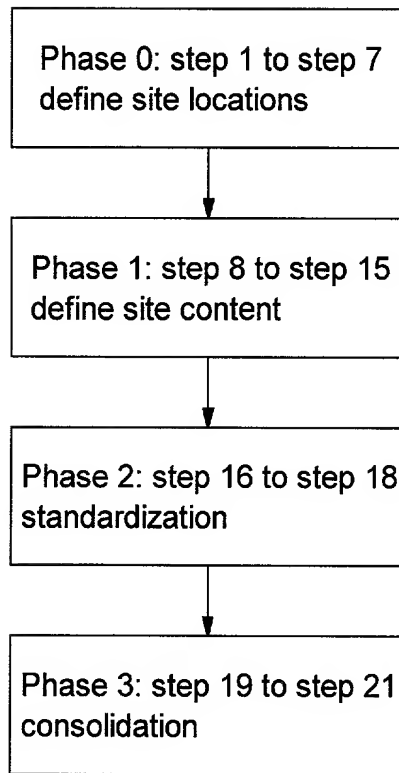 Phase 0: step 1 to step 7
define site locations
Phase 1: step 8 to step 15
define site content
Phase 2: step 16 to step 18
standardization
Phase 3: step 19 to step 21
consolidation